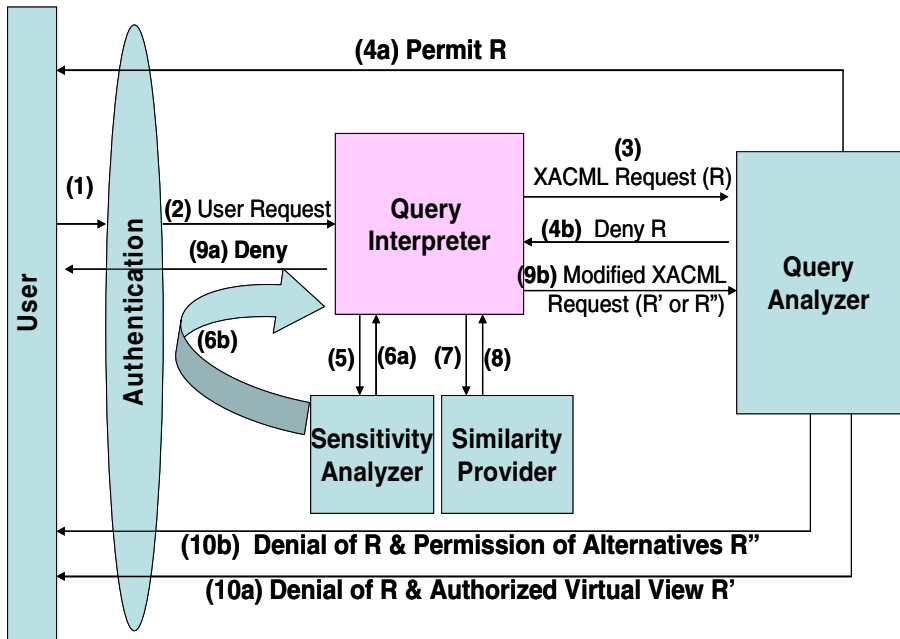 (4a) Permit R
(1)
(2) User Request
(3)
XACML Request (R)
Query
Interpreter
(4b) Deny R
(9a) Deny
(9b) Modified XACML
Request (R' or R”)
Query
Analyzer
User
Authentication
(6b)
(5)
(6a)
(7)
(8)
Sensitivity
Analyzer
Similarity
Provider
(10b) Denial of R & Permission of Alternatives R”
(10a) Denial of R & Authorized Virtual View R'